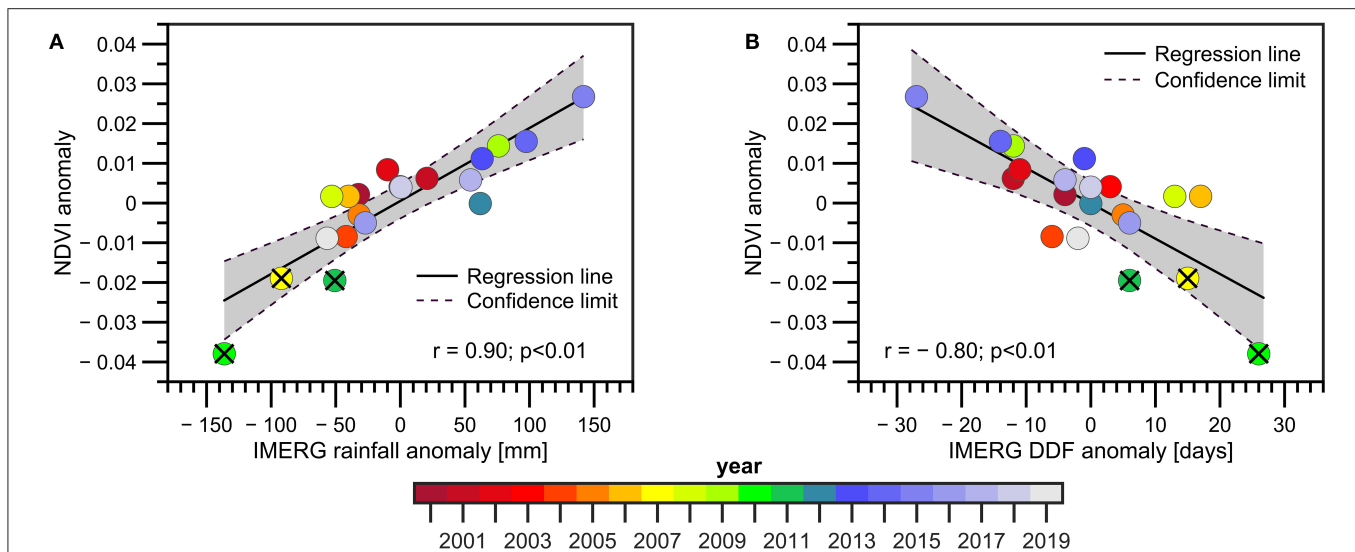 A
NDVI anomaly
0.04
0.03
0.02
0.01
0
− 0.01
− 0.02
− 0.03
− 0.04
Regression line
Confidence limit
r = 0.90; p<0.01
− 150 − 100 − 50 0 50 100 150
IMERG rainfall anomaly [mm]
B
NDVI anomaly
0.04
0.03
0.02
0.01
0
− 0.01
− 0.02
− 0.03
− 0.04
Regression line
Confidence limit
r = − 0.80; p<0.01
− 30 − 20 − 10 0 10 20 30
IMERG DDF anomaly [days]
year
2001 2003 2005 2007 2009 2011 2013 2015 2017 2019